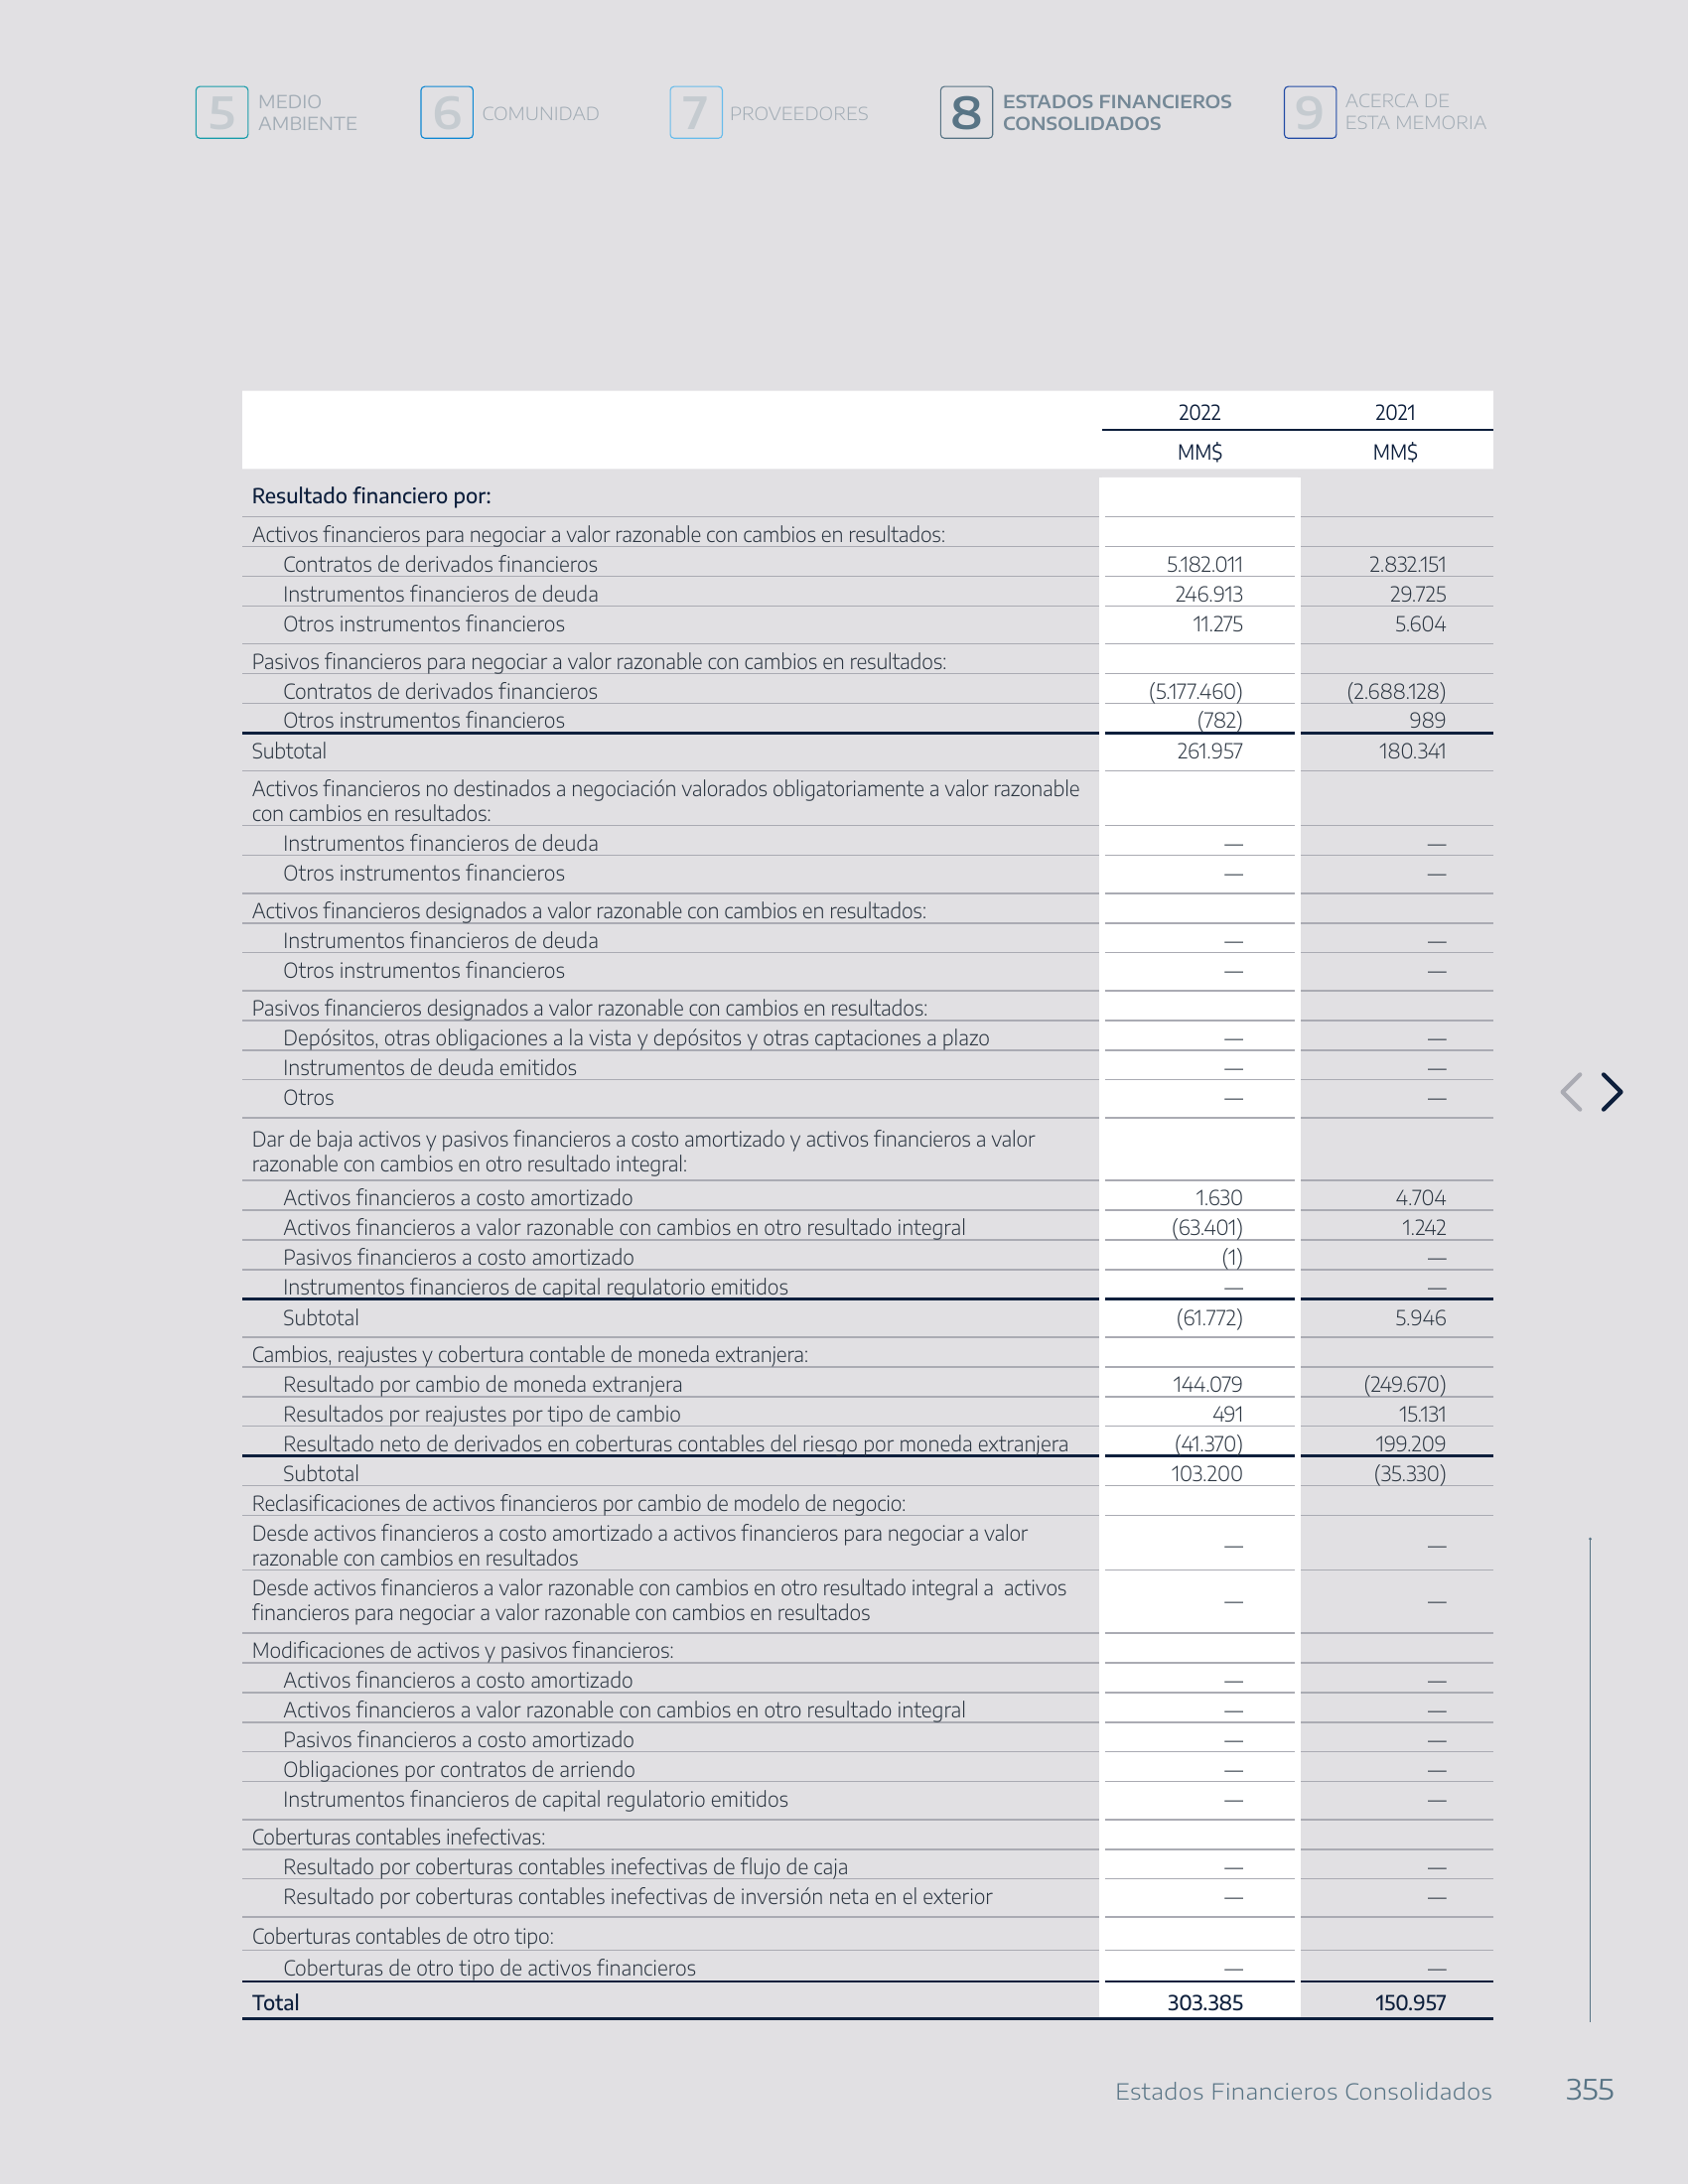 5 MEDIO AMBIENTE
6 COMUNIDAD
7 PROVEEDORES
8 ESTADOS FINANCIEROS CONSOLIDADOS
9 ACERCA DE ESTA MEMORIA
2022 2021
MM$ MM$
Resultado financiero por:
Activos financieros para negociar a valor razonable con cambios en resultados:
Contratos de derivados financieros 5.182.011 2.832.151
Instrumentos financieros de deuda 246.913 29.725
Otros instrumentos financieros 11.275 5.604
Pasivos financieros para negociar a valor razonable con cambios en resultados:
Contratos de derivados financieros (5.177.460) (2.688.128)
Otros instrumentos financieros (782) 989
Subtotal 261.957 180.341
Activos financieros no destinados a negociación valorados obligatoriamente a valor razonable
con cambios en resultados:
Instrumentos financieros de deuda — —
Otros instrumentos financieros — —
Activos financieros designados a valor razonable con cambios en resultados:
Instrumentos financieros de deuda — —
Otros instrumentos financieros — —
Pasivos financieros designados a valor razonable con cambios en resultados:
Depósitos, otras obligaciones a la vista y depósitos y otras captaciones a plazo — —
Instrumentos de deuda emitidos — —
Otros — —
Dar de baja activos y pasivos financieros a costo amortizado y activos financieros a valor
razonable con cambios en otro resultado integral:
Activos financieros a costo amortizado 1.630 4.704
Activos financieros a valor razonable con cambios en otro resultado integral (63.401) 1.242
Pasivos financieros a costo amortizado (1) —
Instrumentos financieros de capital regulatorio emitidos — —
Subtotal (61.772) 5.946
Cambios, reajustes y cobertura contable de moneda extranjera:
Resultado por cambio de moneda extranjera 144.079 (249.670)
Resultados por reajustes por tipo de cambio 491 15.131
Resultado neto de derivados en coberturas contables del riesgo por moneda extranjera (41.370) 199.209
Subtotal 103.200 (35.330)
Reclasificaciones de activos financieros por cambio de modelo de negocio:
Desde activos financieros a costo amortizado a activos financieros para negociar a valor
razonable con cambios en resultados — —
Desde activos financieros a valor razonable con cambios en otro resultado integral a activos
financieros para negociar a valor razonable con cambios en resultados — —
Modificaciones de activos y pasivos financieros:
Activos financieros a costo amortizado — —
Activos financieros a valor razonable con cambios en otro resultado integral — —
Pasivos financieros a costo amortizado — —
Obligaciones por contratos de arriendo — —
Instrumentos financieros de capital regulatorio emitidos — —
Coberturas contables inefectivas:
Resultado por coberturas contables inefectivas de flujo de caja — —
Resultado por coberturas contables inefectivas de inversión neta en el exterior — —
Coberturas contables de otro tipo:
Coberturas de otro tipo de activos financieros — —
Total 303.385 150.957
Estados Financieros Consolidados 355